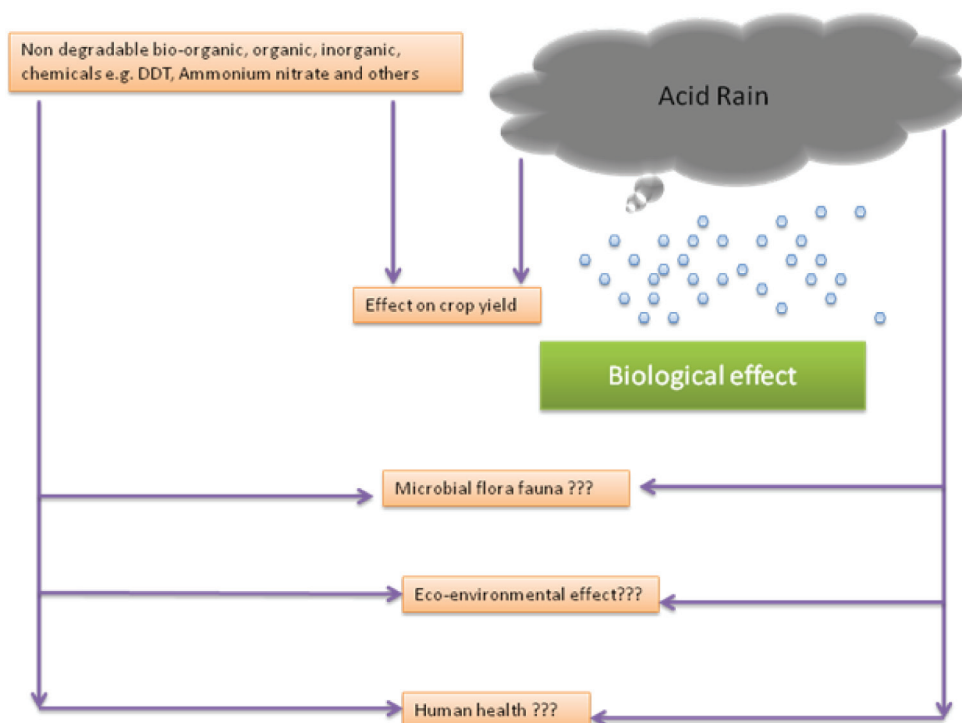 Non degradable bio-organic, organic, inorganic,
chemicals e.g. DDT, Ammonium nitrate and others
Acid Rain
Effect on crop yield
Biological effect
Microbial flora fauna ???
Eco-environmental effect???
Human health ???